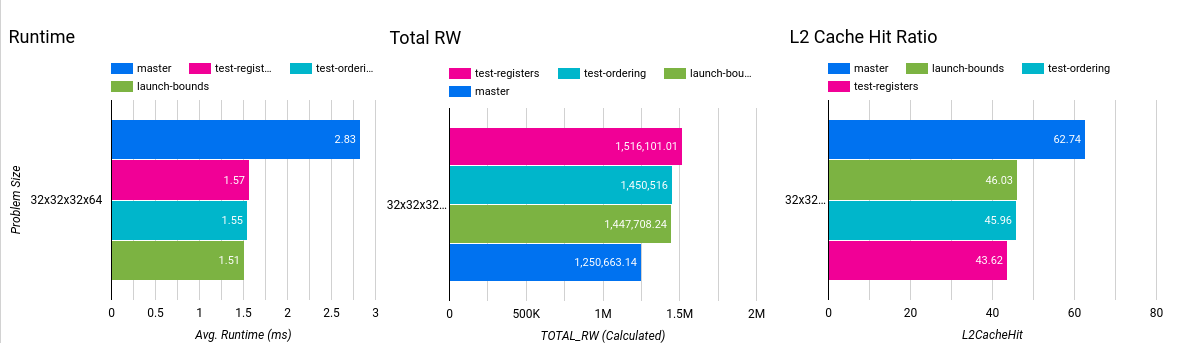 Runtime
master
test-regist…
test-orderi…
launch-bounds
Problem Size
32x32x32x64
2.83
1.57
1.55
1.51
0 0.5 1 1.5 2 2.5 3
Avg. Runtime (ms)
Total RW
test-registers
test-ordering
launch-bou…
master
32x32x32…
1,516,101.01
1,450,516
1,447,708.24
1,250,663.14
0 500K 1M 1.5M 2M
TOTAL_RW (Calculated)
L2 Cache Hit Ratio
master
launch-bounds
test-ordering
test-registers
32x32…
62.74
46.03
45.96
43.62
0 20 40 60 80
L2CacheHit